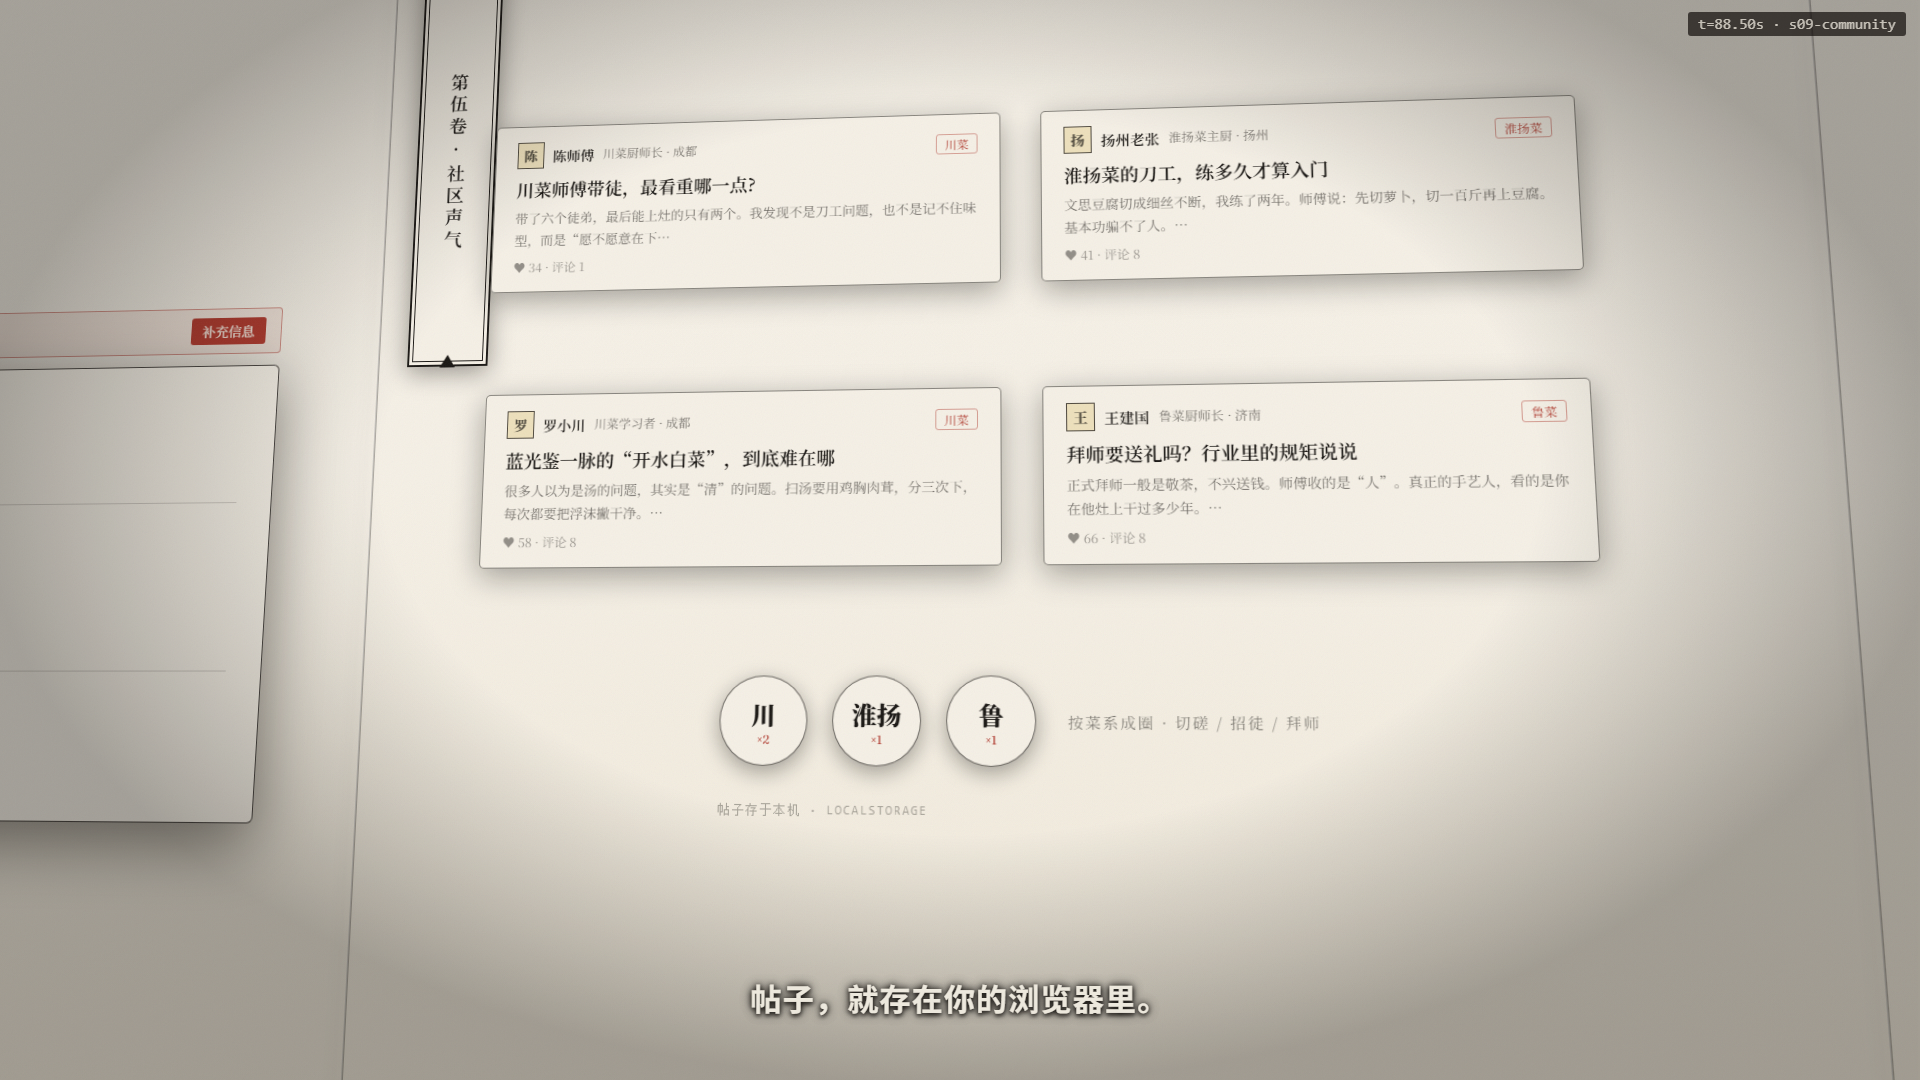 t=88.50s · s09-community
第伍卷·社区声气
陈 陈师傅 川菜厨师长 · 成都 川菜
川菜师傅带徒，最看重哪一点?
带了六个徒弟，最后能上灶的只有两个。我发现不是刀工问题，也不是记不住味
型，而是“愿不愿意在下…
♥ 34 · 评论 1
扬 扬州老张 淮扬菜主厨 · 扬州 淮扬菜
淮扬菜的刀工，练多久才算入门
文思豆腐切成细丝不断，我练了两年。师傅说：先切萝卜，切一百斤再上豆腐。
基本功骗不了人。…
♥ 41 · 评论 8
补充信息
罗 罗小川 川菜学习者 · 成都 川菜
蓝光鉴一脉的“开水白菜”，到底难在哪
很多人以为是汤的问题，其实是“清”的问题。扫汤要用鸡胸肉茸，分三次下，
每次都要把浮沫撇干净。…
♥ 58 · 评论 8
王 王建国 鲁菜厨师长 · 济南 鲁菜
拜师要送礼吗？行业里的规矩说说
正式拜师一般是敬茶，不兴送钱。师傅收的是“人”。真正的手艺人，看的是你
在他灶上干过多少年。…
♥ 66 · 评论 8
川 ×2
淮扬 ×1
鲁 ×1
按菜系成圈 · 切磋 / 招徒 / 拜师
帖子存于本机 · LOCALSTORAGE
帖子，就存在你的浏览器里。